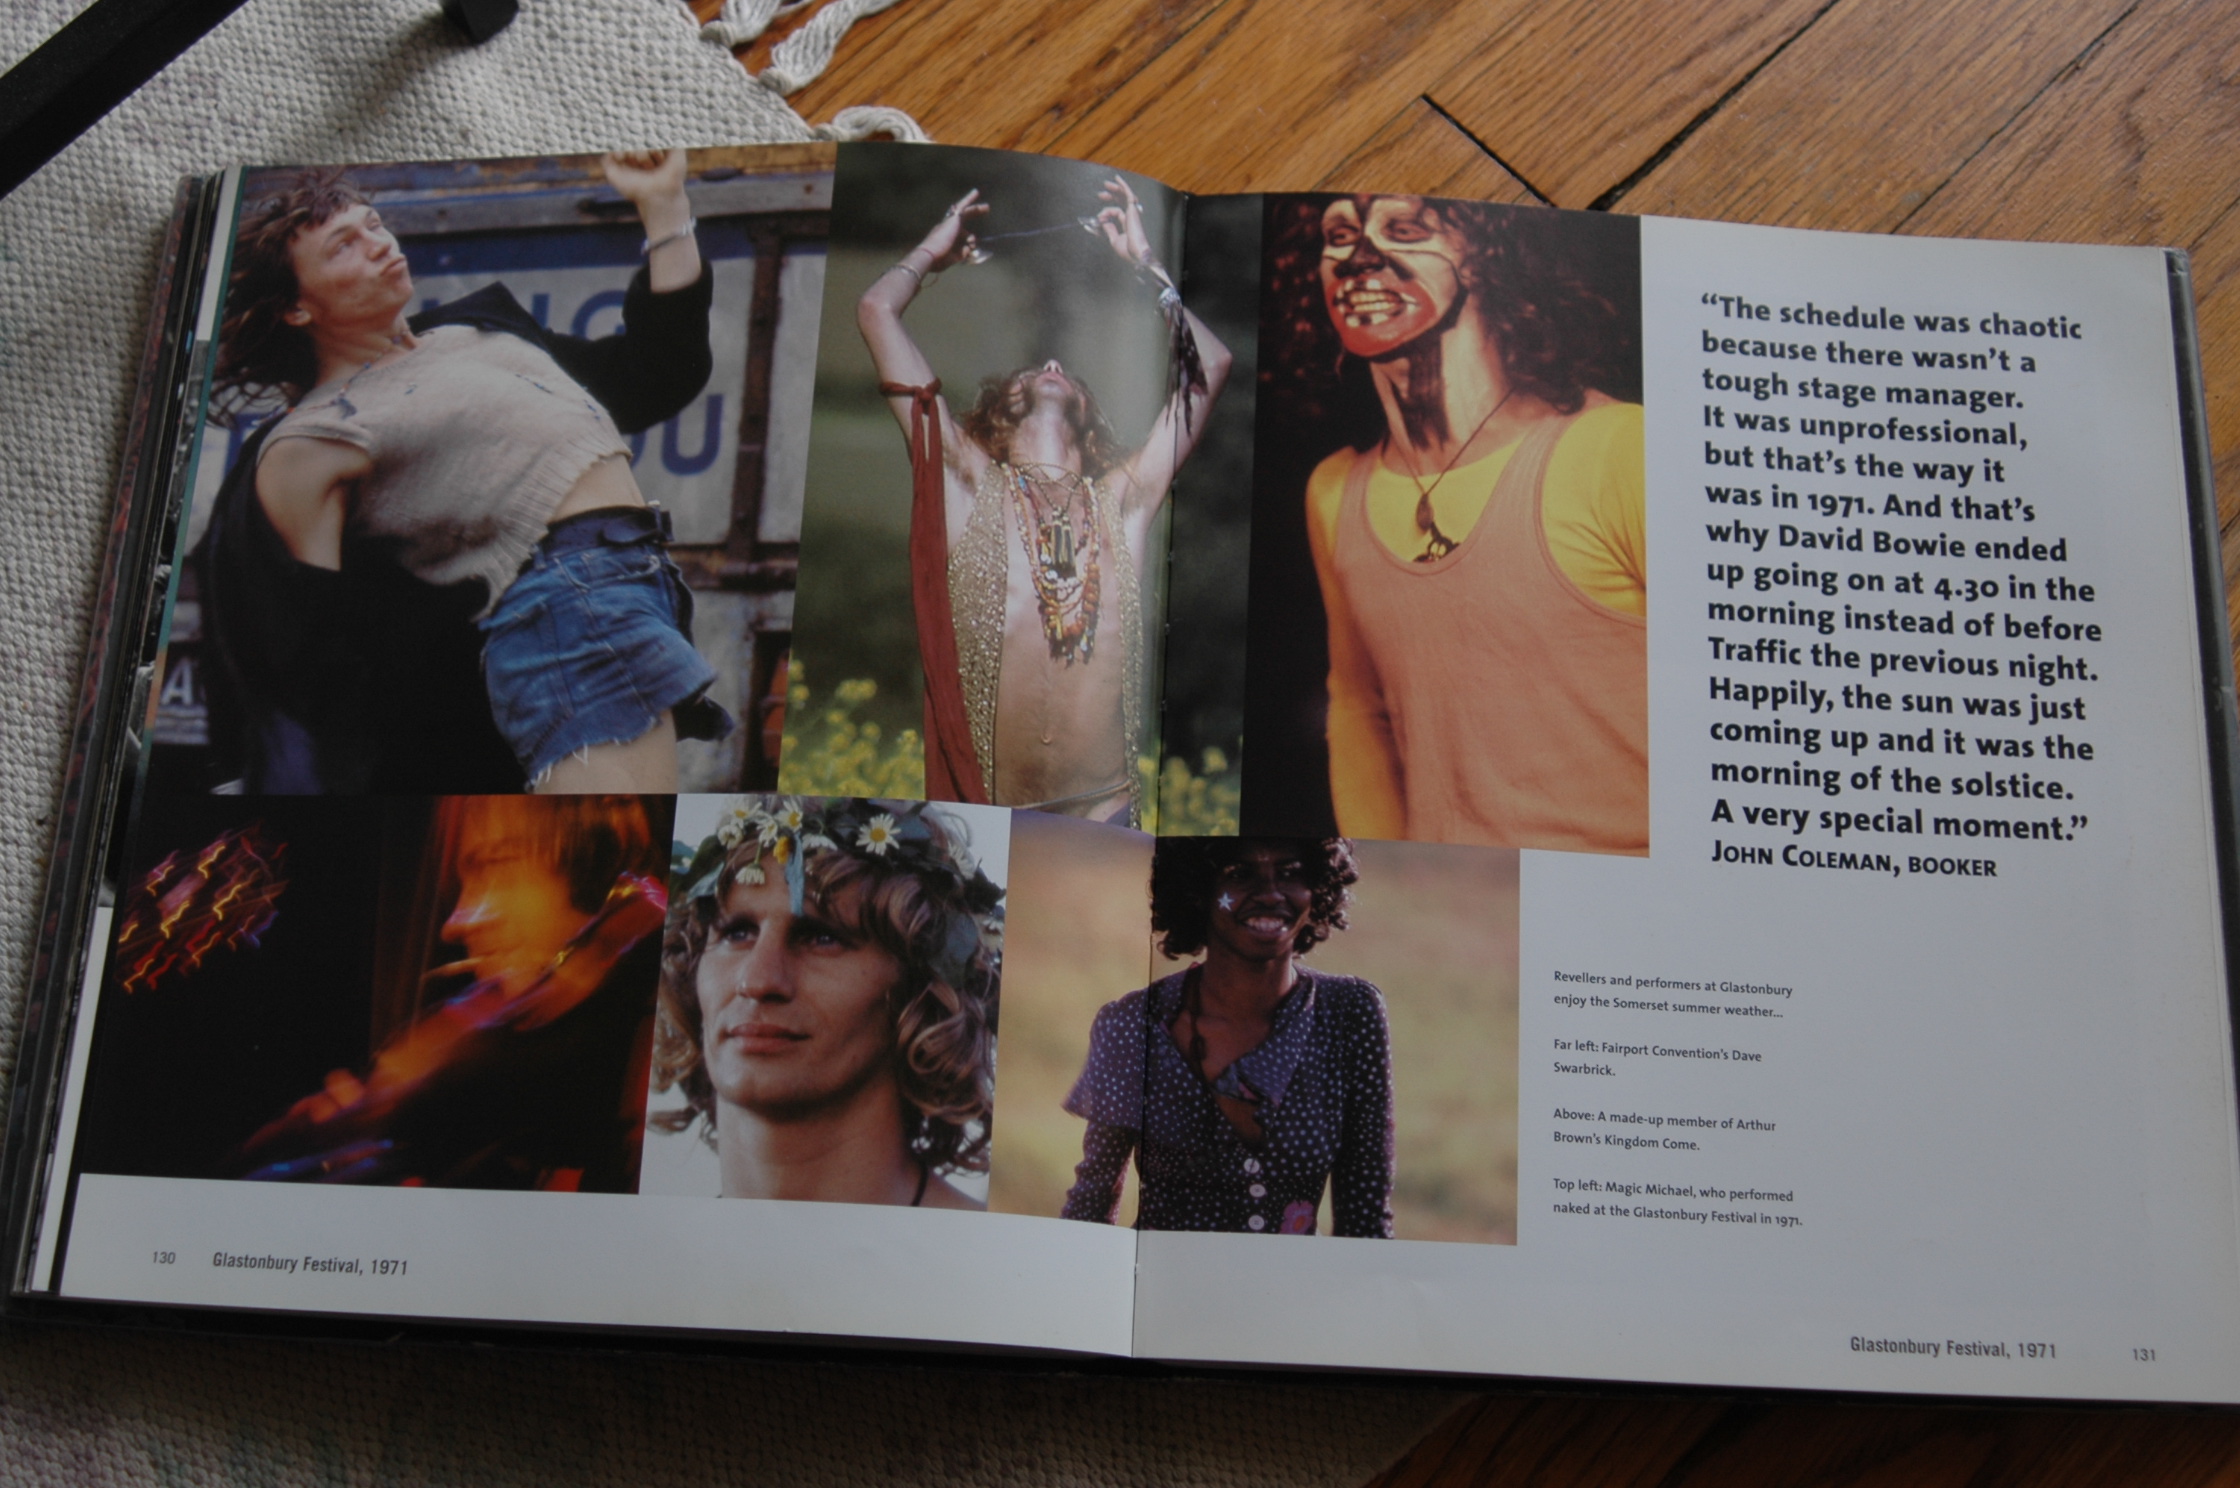 "The schedule was chaotic
because there wasn't a
tough stage manager.
It was unprofessional,
but that's the way it
was in 1971. And that's
why David Bowie ended
up going on at 4.30 in the
morning instead of before
Traffic the previous night.
Happily, the sun was just
coming up and it was the
morning of the solstice.
A very special moment."
JOHN COLEMAN, BOOKER
Revellers and performers at Glastonbury
enjoy the Somerset summer weather...
Far left: Fairport Convention's Dave
Swarbrick.
Above: A made-up member of Arthur
Brown's Kingdom Come.
Top left: Magic Michael, who performed
naked at the Glastonbury Festival in 1971.
130 Glastonbury Festival, 1971
Glastonbury Festival, 1971 131